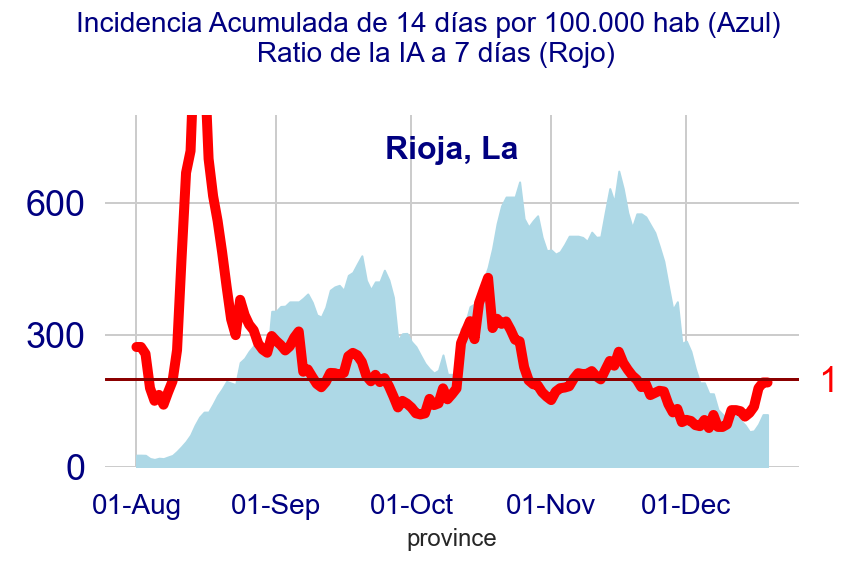 Incidencia Acumulada de 14 días por 100.000 hab (Azul)
Ratio de la IA a 7 días (Rojo)
Rioja, La
600
300
1
0
01-Aug 01-Sep 01-Oct 01-Nov 01-Dec
province